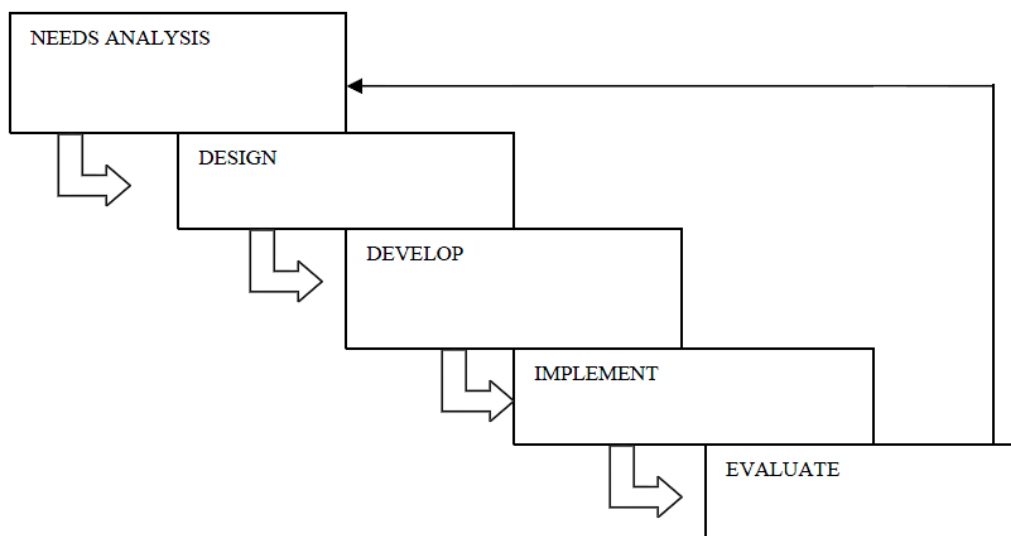 NEEDS ANALYSIS
DESIGN
DEVELOP
IMPLEMENT
EVALUATE